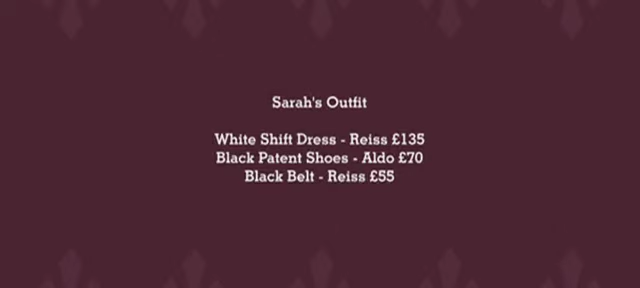 Sarah's Outfit
White Shift Dress - Reiss £135
Black Patent Shoes - Aldo £70
Black Belt - Reiss £55